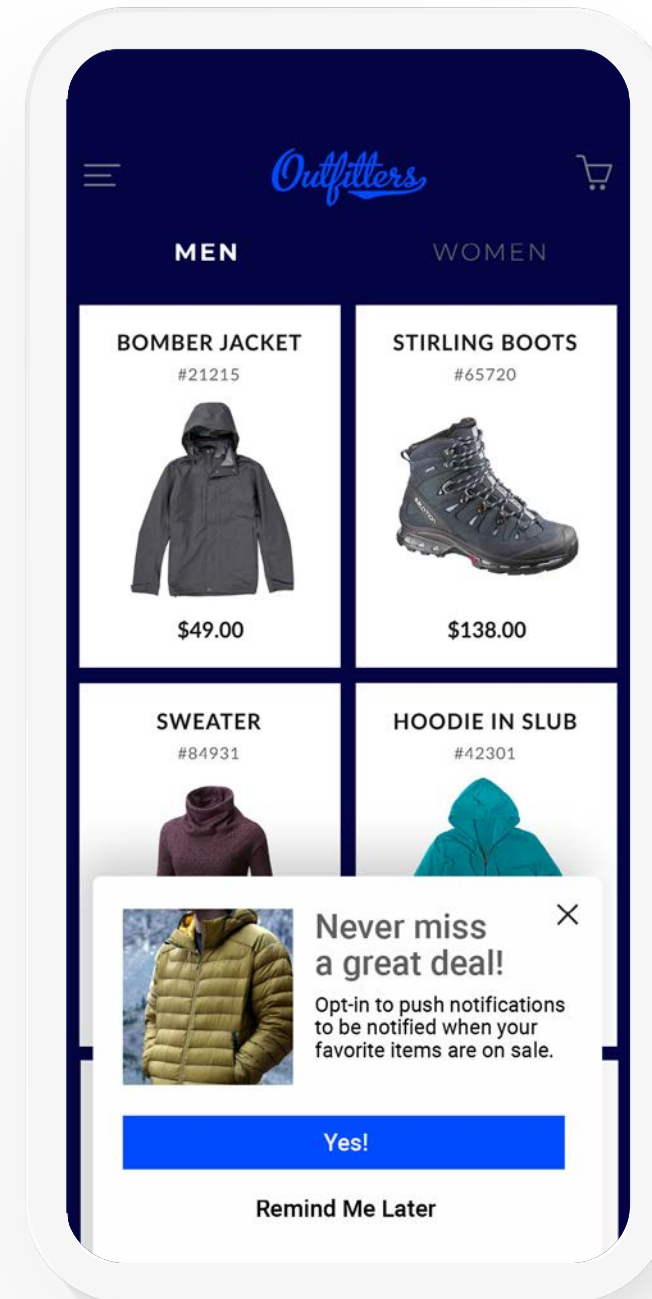 Outfitters
MEN
WOMEN
BOMBER JACKET
#21215
$49.00
STIRLING BOOTS
#65720
SALOMON
$138.00
SWEATER
#84931
HOODIE IN SLUB
#42301
Never miss
a great deal!
Opt-in to push notifications
to be notified when your
favorite items are on sale.
Yes!
Remind Me Later